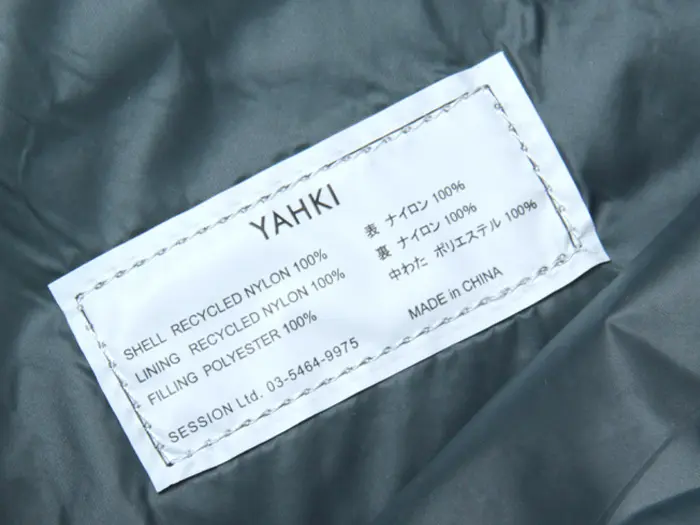 YAHKI
SHELL RECYCLED NYLON 100%
LINING RECYCLED NYLON 100%
FILLING POLYESTER 100%
SESSION Ltd. 03-5464-9975
表 ナイロン 100%
裏 ナイロン 100%
中わた ポリエステル 100%
MADE in CHINA